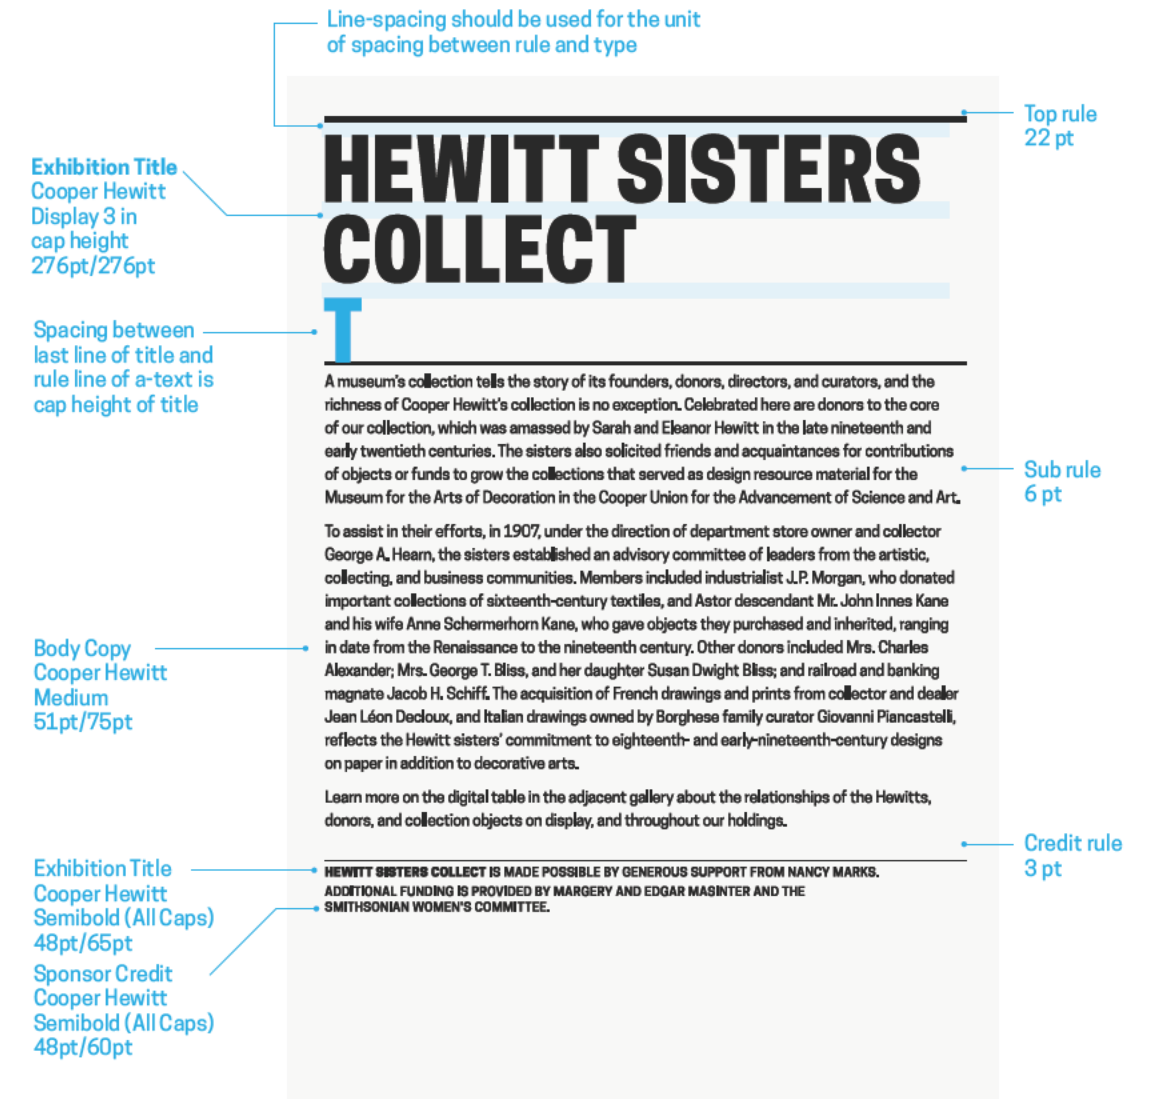 Line-spacing should be used for the unit
of spacing between rule and type
Top rule
22 pt
Exhibition Title
Cooper Hewitt
Display 3 in
cap height
276pt/276pt
HEWITT SISTERS
COLLECT
T
Spacing between
last line of title and
rule line of a-text is
cap height of title
A museum's collection tells the story of its founders, donors, directors, and curators, and the
richness of Cooper Hewitt's collection is no exception. Celebrated here are donors to the core
of our collection, which was amassed by Sarah and Eleanor Hewitt in the late nineteenth and
early twentieth centuries. The sisters also solicited friends and acquaintances for contributions
of objects or funds to grow the collections that served as design resource material for the
Museum for the Arts of Decoration in the Cooper Union for the Advancement of Science and Art.
Sub rule
6 pt
To assist in their efforts, in 1907, under the direction of department store owner and collector
George A. Hearn, the sisters established an advisory committee of leaders from the artistic,
collecting, and business communities. Members included industrialist J.P. Morgan, who donated
important collections of sixteenth-century textiles, and Astor descendant Mr. John Innes Kane
and his wife Anne Schermerhorn Kane, who gave objects they purchased and inherited, ranging
in date from the Renaissance to the nineteenth century. Other donors included Mrs. Charles
Alexander; Mrs. George T. Bliss, and her daughter Susan Dwight Bliss; and railroad and banking
magnate Jacob H. Schiff. The acquisition of French drawings and prints from collector and dealer
Jean Léon Decloux, and Italian drawings owned by Borghese family curator Giovanni Piancastelli,
reflects the Hewitt sisters' commitment to eighteenth- and early-nineteenth-century designs
on paper in addition to decorative arts.
Body Copy
Cooper Hewitt
Medium
51pt/75pt
Learn more on the digital table in the adjacent gallery about the relationships of the Hewitts,
donors, and collection objects on display, and throughout our holdings.
Credit rule
3 pt
Exhibition Title
Cooper Hewitt
Semibold (All Caps)
48pt/65pt
HEWITT SISTERS COLLECT IS MADE POSSIBLE BY GENEROUS SUPPORT FROM NANCY MARKS.
ADDITIONAL FUNDING IS PROVIDED BY MARGERY AND EDGAR MASINTER AND THE
SMITHSONIAN WOMEN'S COMMITTEE.
Sponsor Credit
Cooper Hewitt
Semibold (All Caps)
48pt/60pt